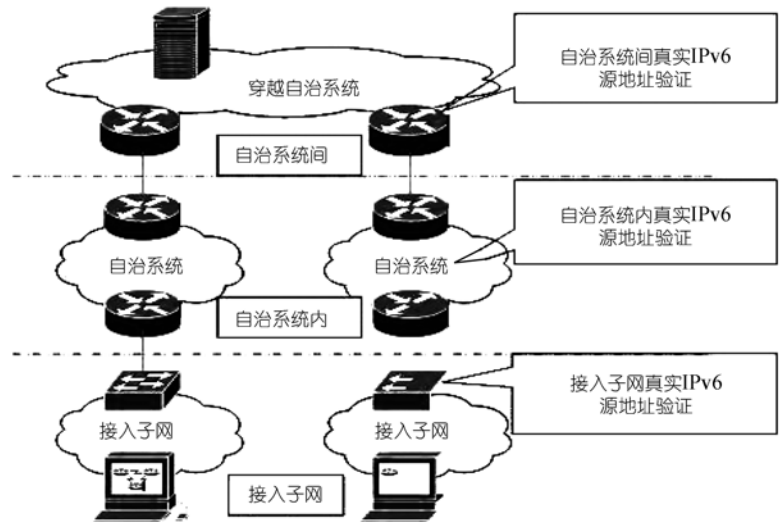 自治系统间真实IPv6
源地址验证
穿越自治系统
自治系统间
自治系统内真实IPv6
源地址验证
自治系统
自治系统
自治系统内
接入子网真实IPv6
源地址验证
接入子网
接入子网
接入子网